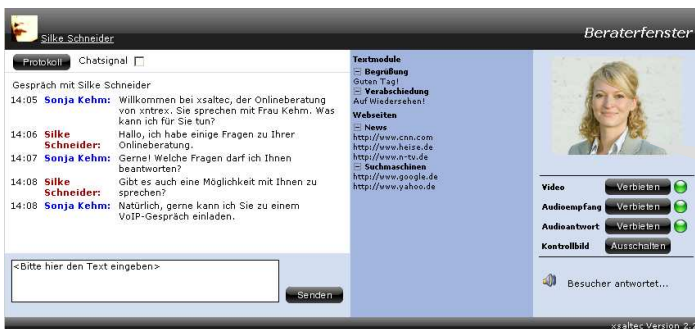 Silke Schneider
Beraterfenster
Protokoll Chatsignal
Gespräch mit Silke Schneider
14:05 Sonja Kehm: Willkommen bei xsaltec, der Onlineberatung
von xntrex. Sie sprechen mit Frau Kehm. Was
kann ich für Sie tun?
14:06 Silke Hallo, ich habe einige Fragen zu Ihrer
Schneider: Onlineberatung.
14:07 Sonja Kehm: Gerne! Welche Fragen darf ich Ihnen
beantworten?
14:08 Silke Gibt es auch eine Möglichkeit mit Ihnen zu
Schneider: sprechen?
14:08 Sonja Kehm: Natürlich, gerne kann ich Sie zu einem
VoIP-Gespräch einladen.
<Bitte hier den Text eingeben>
Senden
Textmodule
Begrüßung
Guten Tag!
Verabschiedung
Auf Wiedersehen!
Webseiten
News
http://www.cnn.com
http://www.heise.de
http://www.n-tv.de
Suchmaschinen
http://www.google.de
http://www.yahoo.de
Video Verbieten
Audioempfang Verbieten
Audioantwort Verbieten
Kontrollbild Ausschalten
Besucher antwortet...
xsaltec Version 2.